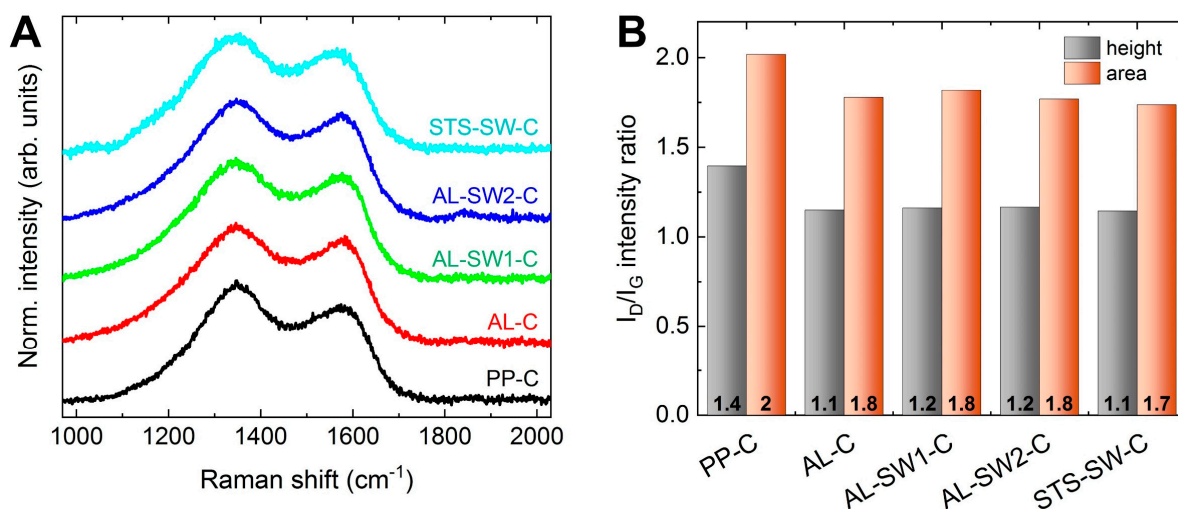 A
Norm. intensity (arb. units)
STS-SW-C
AL-SW2-C
AL-SW1-C
AL-C
PP-C
1000 1200 1400 1600 1800 2000
Raman shift (cm⁻¹)
B
I_D/I_G intensity ratio
2.0
1.5
1.0
0.5
0.0
height
area
1.4 2 1.1 1.8 1.2 1.8 1.2 1.8 1.1 1.7
PP-C
AL-C
AL-SW1-C
AL-SW2-C
STS-SW-C